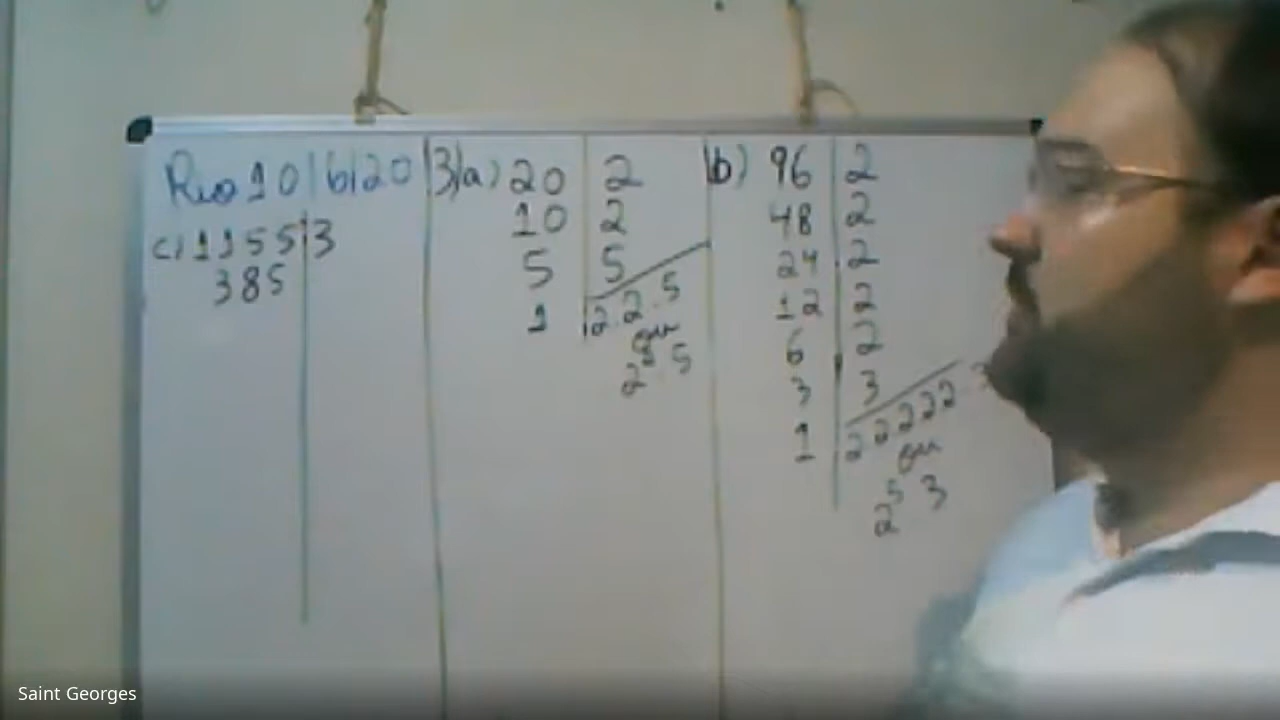 Rio 10|6|20
c) 1155|3
385
3)a) 20|2
10|2
5|5
1|2.2.5
ou
2² 5
b) 96|2
48|2
24|2
12|2
6|2
3|3
1|2 2 2 2 2 . 3
ou
2⁵ 3
Saint Georges